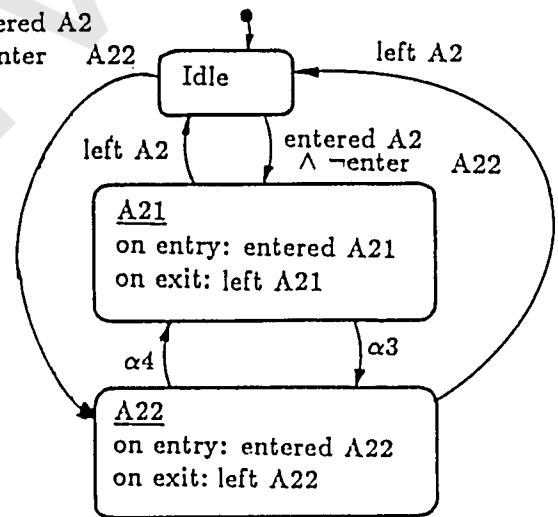 ered A2
nter A22
left A2
Idle
left A2
entered A2
∧ ¬enter A22
A21
on entry: entered A21
on exit: left A21
α4
α3
A22
on entry: entered A22
on exit: left A22